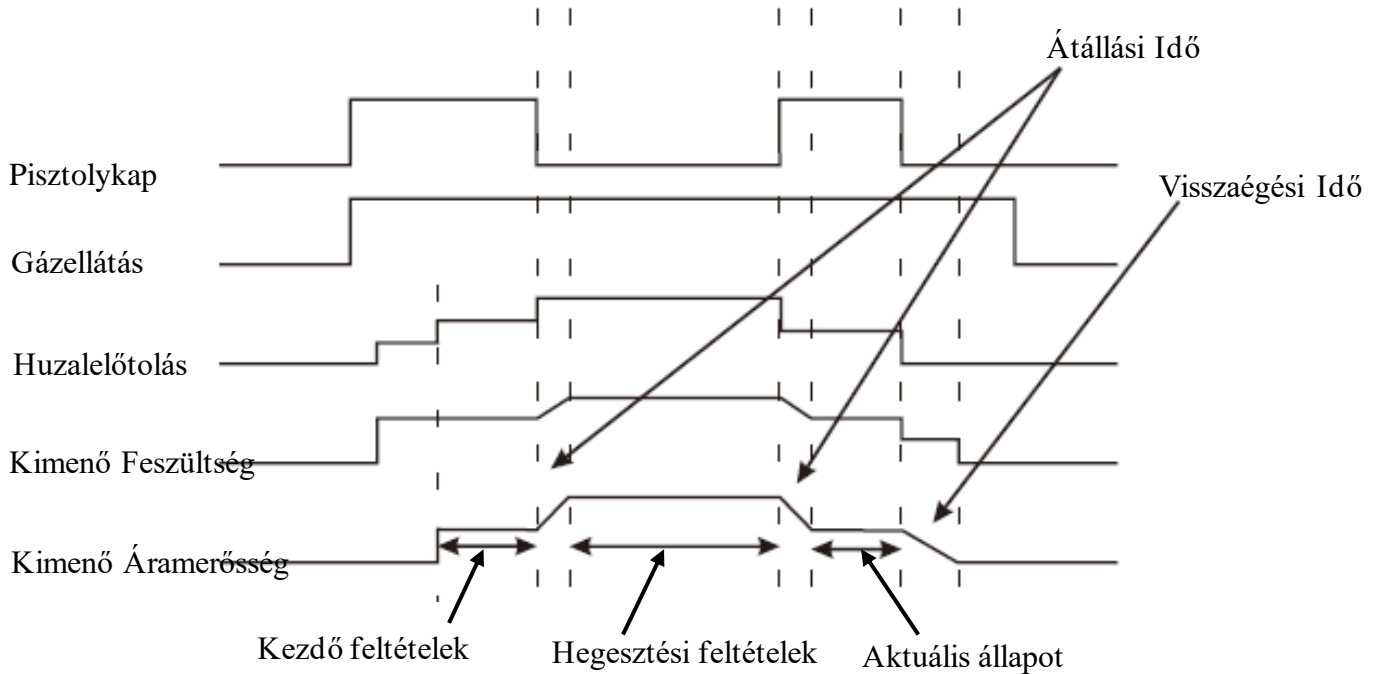 Átállási Idő
Pisztolykap
Visszaégési Idő
Gázellátás
Huzalelőtolás
Kimenő Feszültség
Kimenő Áramerősség
Kezdő feltételek
Hegesztési feltételek
Aktuális állapot